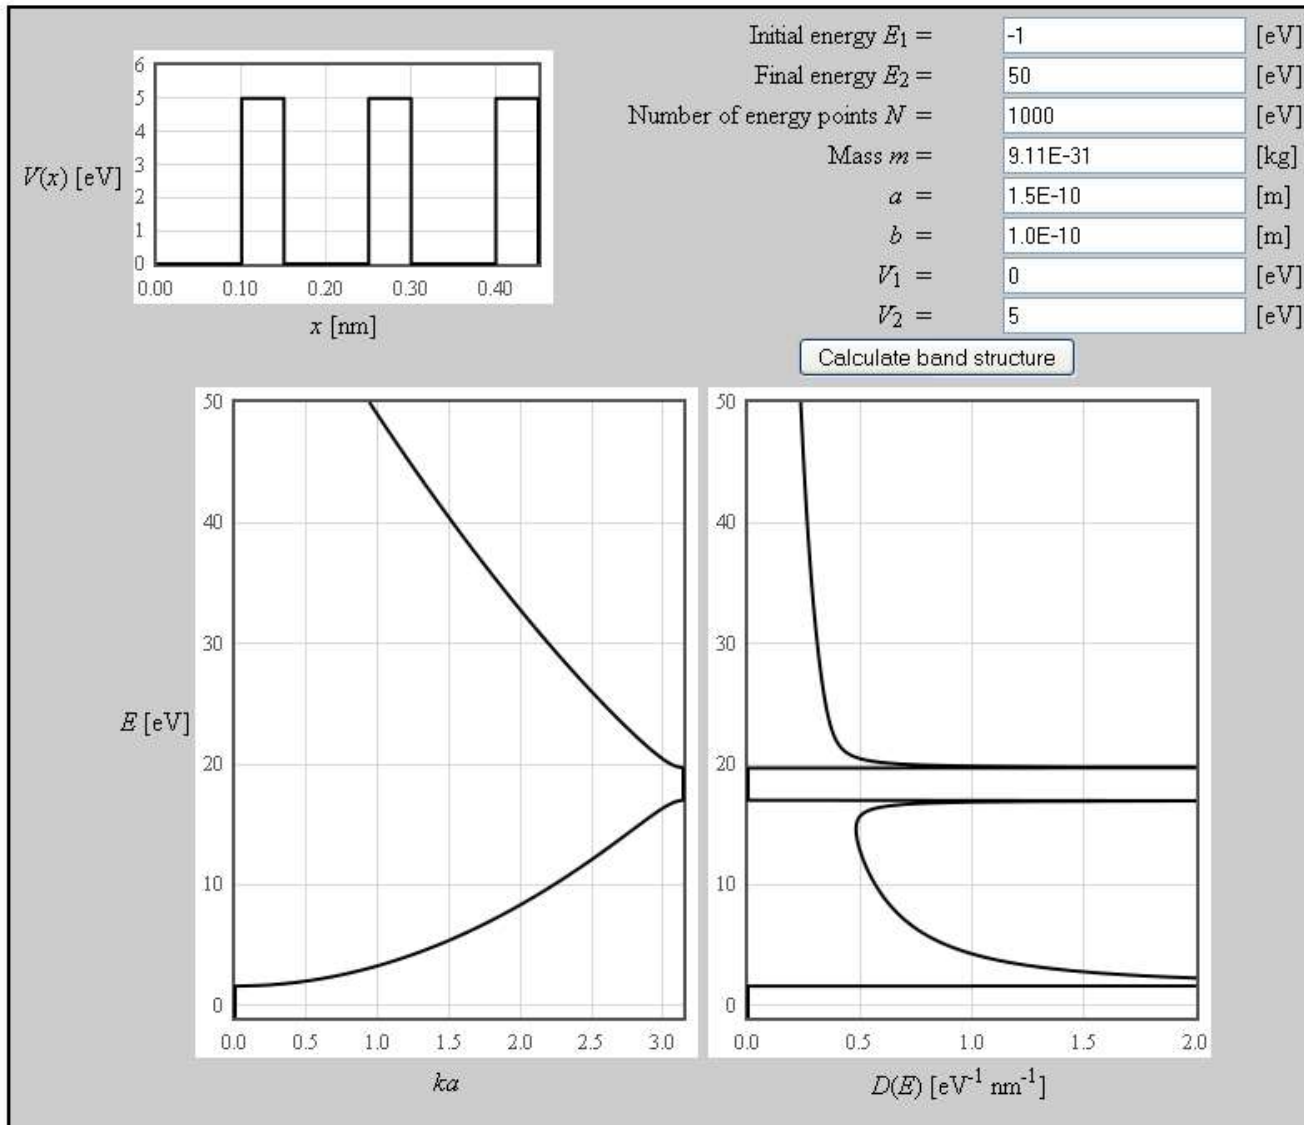 Initial energy E1 = -1 [eV]
Final energy E2 = 50 [eV]
Number of energy points N = 1000 [eV]
Mass m = 9.11E-31 [kg]
a = 1.5E-10 [m]
b = 1.0E-10 [m]
V1 = 0 [eV]
V2 = 5 [eV]
Calculate band structure
V(x) [eV]
6
5
4
3
2
1
0
0.00 0.10 0.20 0.30 0.40
x [nm]
E [eV]
50
40
30
20
10
0
0.0 0.5 1.0 1.5 2.0 2.5 3.0
ka
50
40
30
20
10
0
0.0 0.5 1.0 1.5 2.0
D(E) [eV-1 nm-1]